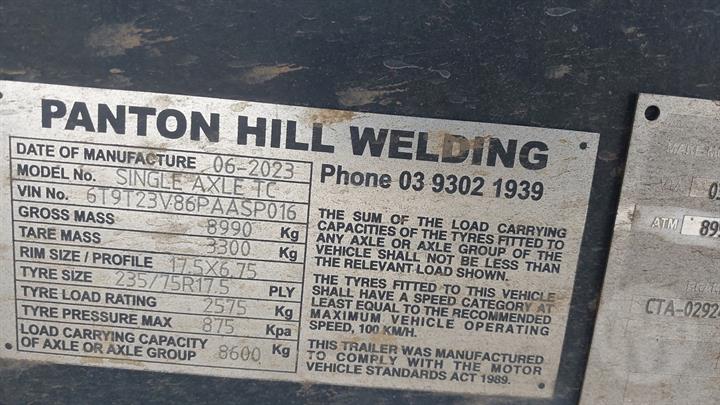 PANTON HILL WELDING
DATE OF MANUFACTURE 06-2023
MODEL No. SINGLE AXLE TC
VIN No. 6T9T23V86PAASP016
GROSS MASS 8990 Kg
TARE MASS 3300 Kg
RIM SIZE / PROFILE 17.5X6.75
TYRE SIZE 235/75R17.5 PLY
TYRE LOAD RATING 2575 Kg
TYRE PRESSURE MAX 875 Kpa
LOAD CARRYING CAPACITY
OF AXLE OR AXLE GROUP 8600 Kg
Phone 03 9302 1939
THE SUM OF THE LOAD CARRYING
CAPACITIES OF THE TYRES FITTED TO
ANY AXLE OR AXLE GROUP OF THE
VEHICLE SHALL NOT BE LESS THAN
THE RELEVANT LOAD SHOWN.
THE TYRES FITTED TO THIS VEHICLE
SHALL HAVE A SPEED CATEGORY AT
LEAST EQUAL TO THE RECOMMENDED
MAXIMUM VEHICLE OPERATING
SPEED, 100 KM/H.
THIS TRAILER WAS MANUFACTURED
TO COMPLY WITH THE MOTOR
VEHICLE STANDARDS ACT 1989.
ATM 899
CTA-0292